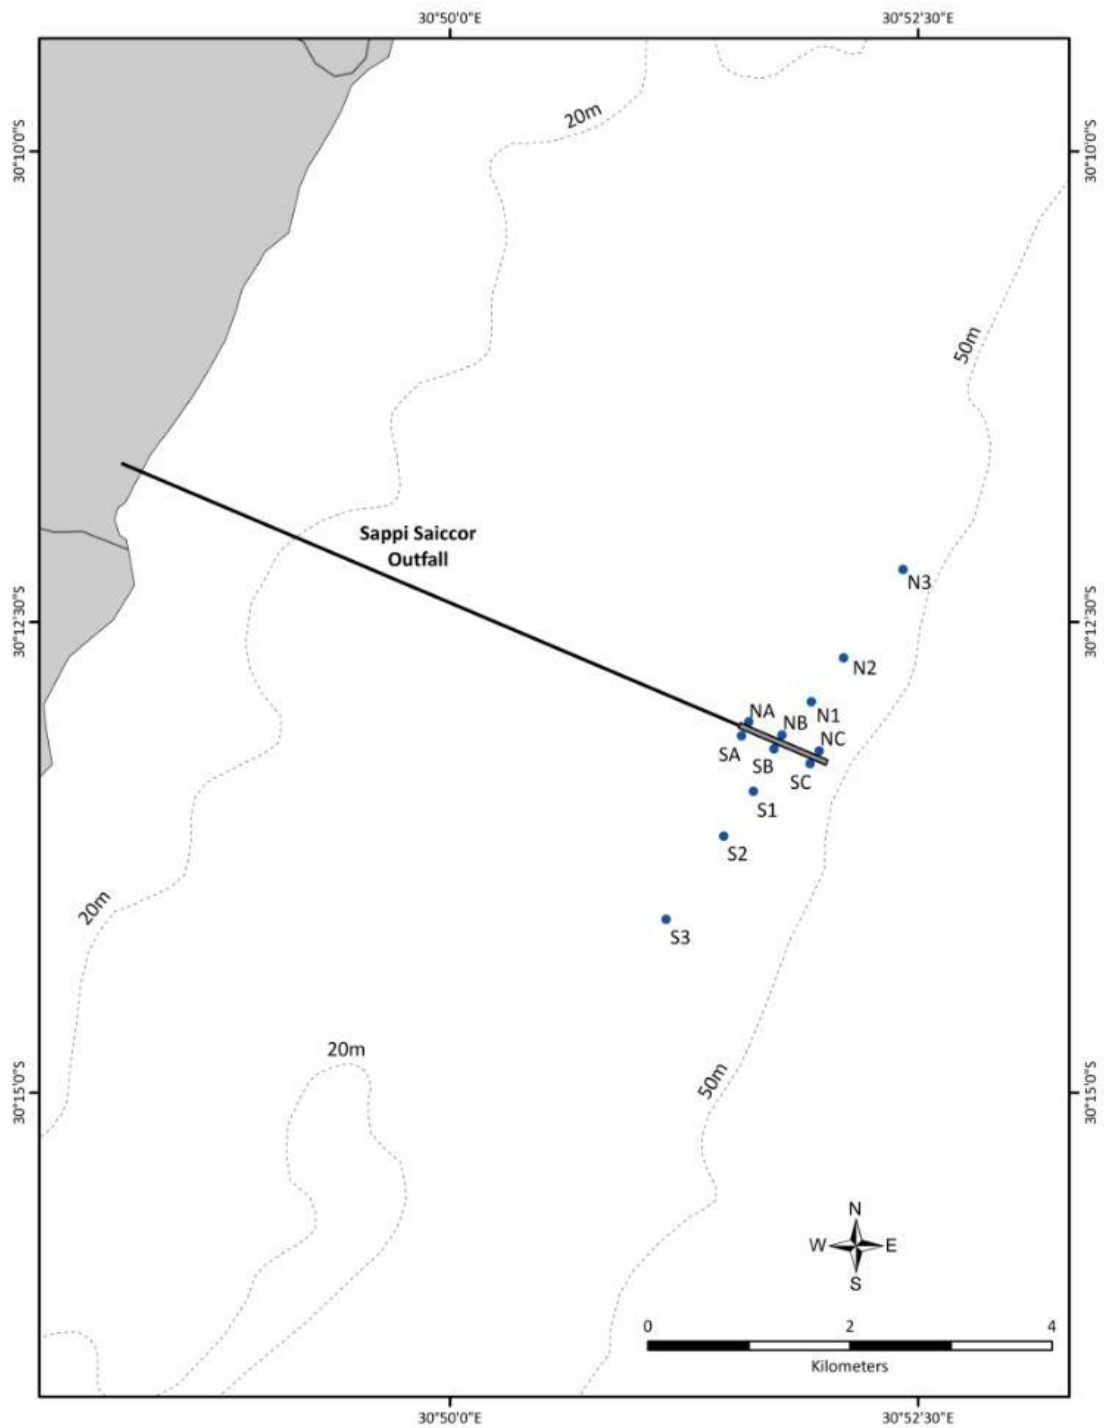 30°50'0"E
30°52'30"E
20m
30°10'0"S
30°10'0"S
50m
Sappi Saiccor
Outfall
N3
30°12'30"S
30°12'30"S
N2
N1
NA
NB
NC
SA
SB
SC
S1
S2
20m
S3
20m
50m
30°15'0"S
30°15'0"S
N
W
E
S
0
2
4
Kilometers
30°50'0"E
30°52'30"E